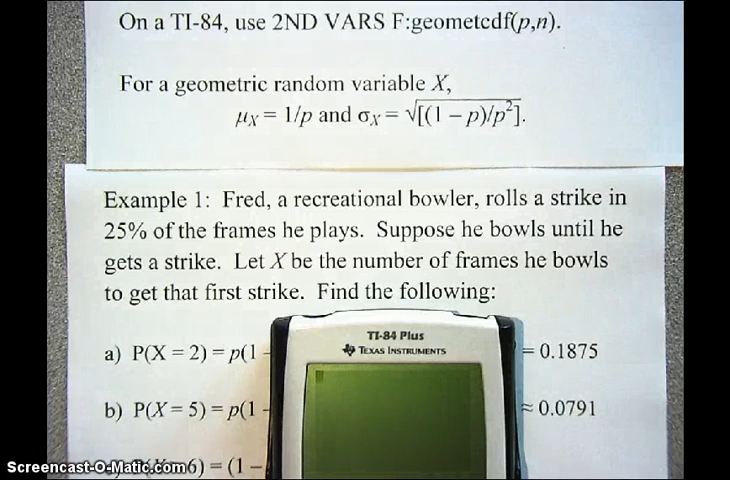 On a TI-84, use 2ND VARS F:geometcdf(p,n).
For a geometric random variable X,
μX = 1/p and σX = √[(1 – p)/p²].
Example 1: Fred, a recreational bowler, rolls a strike in
25% of the frames he plays. Suppose he bowls until he
gets a strike. Let X be the number of frames he bowls
to get that first strike. Find the following:
a) P(X = 2) = p(1 - = 0.1875
b) P(X = 5) = p(1 - ≈ 0.0791
6) = (1 –
TI-84 Plus
TEXAS INSTRUMENTS
Screencast-O-Matic.com